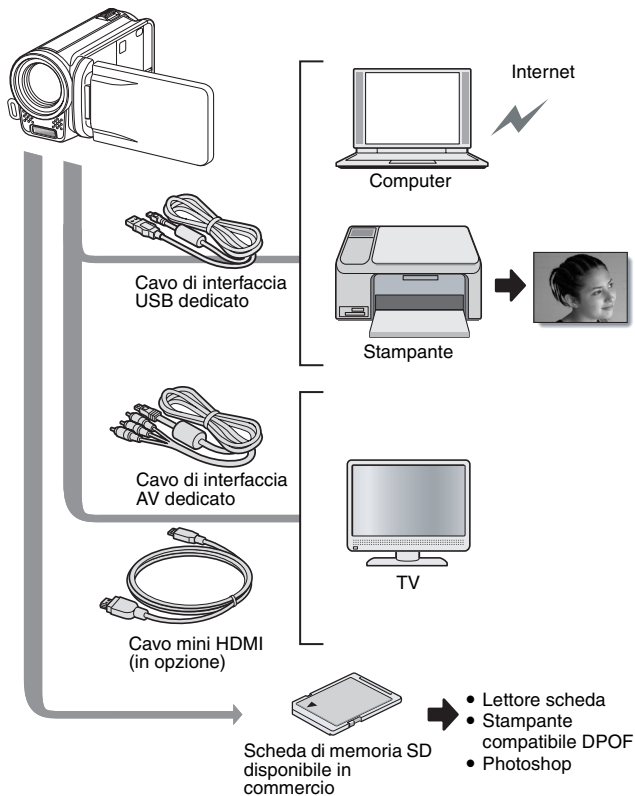 Internet
Computer
Cavo di interfaccia
USB dedicato
Stampante
Cavo di interfaccia
AV dedicato
TV
Cavo mini HDMI
(in opzione)
Scheda di memoria SD
disponibile in
commercio
• Lettore scheda
• Stampante
compatibile DPOF
• Photoshop